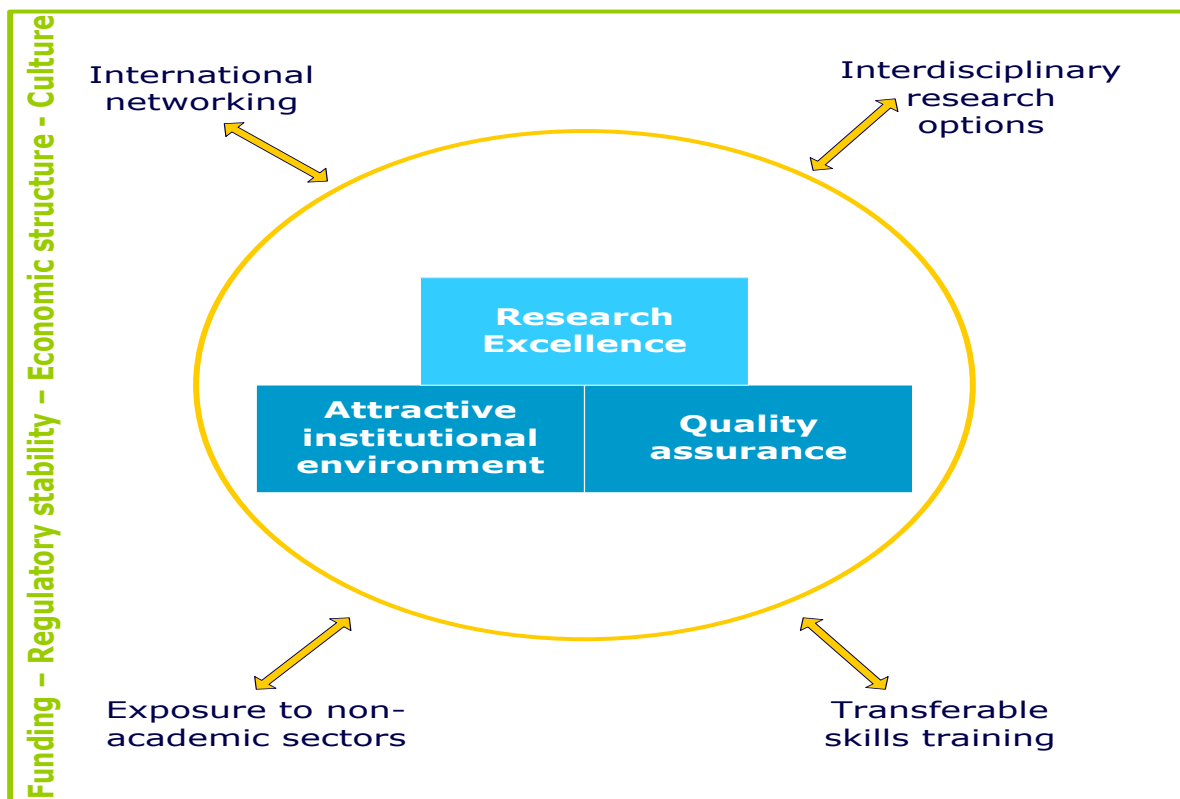 Funding – Regulatory stability – Economic structure - Culture
International
networking
Interdisciplinary
research
options
Research
Excellence
Attractive
institutional
environment
Quality
assurance
Exposure to non-
academic sectors
Transferable
skills training